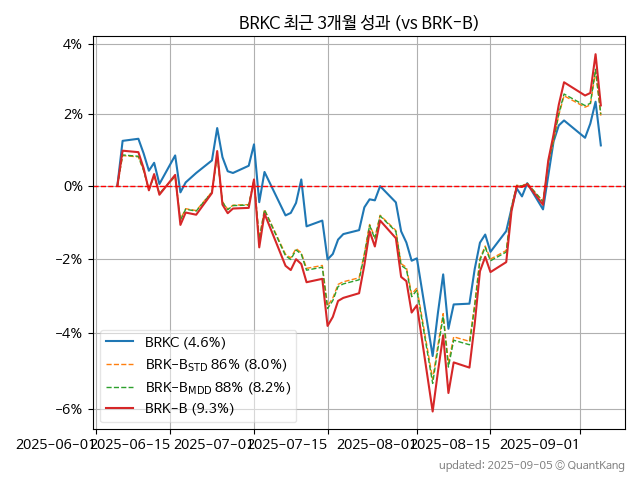 BRKC 최근 3개월 성과 (vs BRK-B)
4%
2%
0%
−2%
−4%
−6%
BRKC (4.6%)
BRK-BSTD 86% (8.0%)
BRK-BMDD 88% (8.2%)
BRK-B (9.3%)
2025-06-01 2025-06-15 2025-07-01 2025-07-15 2025-08-01 2025-08-15 2025-09-01
updated: 2025-09-05 © QuantKang